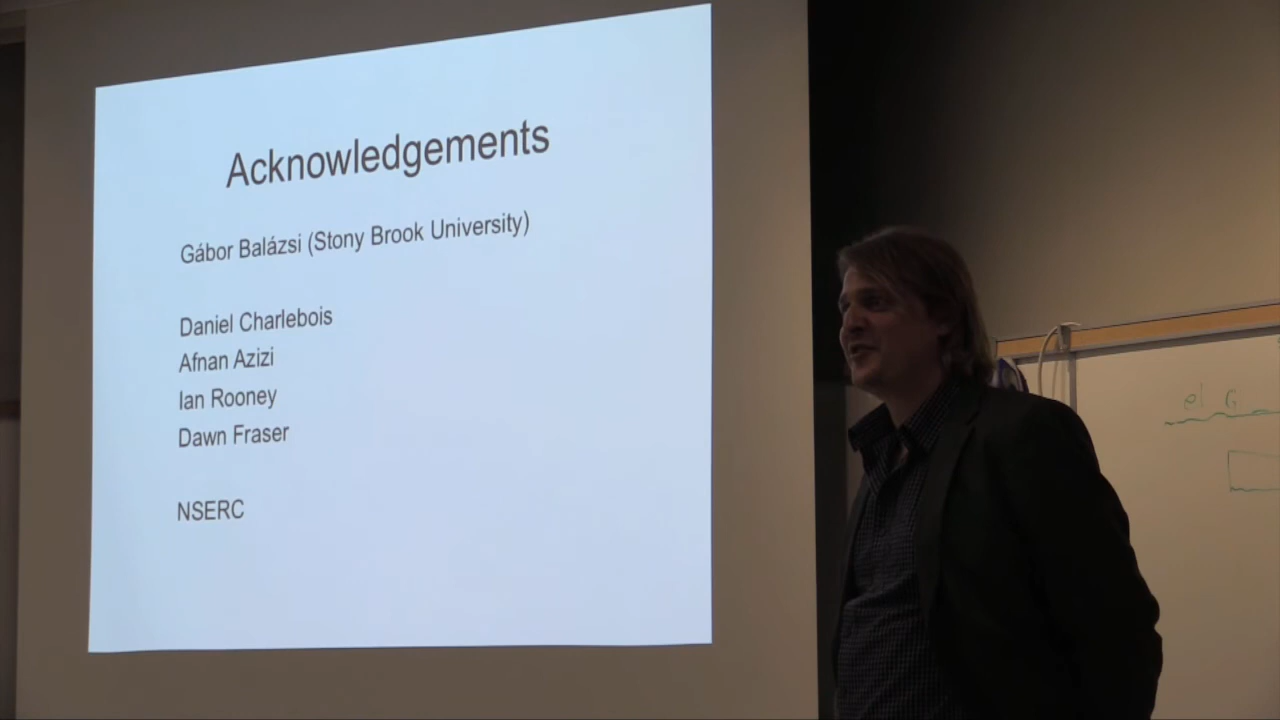 Acknowledgements
Gábor Balázsi (Stony Brook University)
Daniel Charlebois
Afnan Azizi
Ian Rooney
Dawn Fraser
NSERC